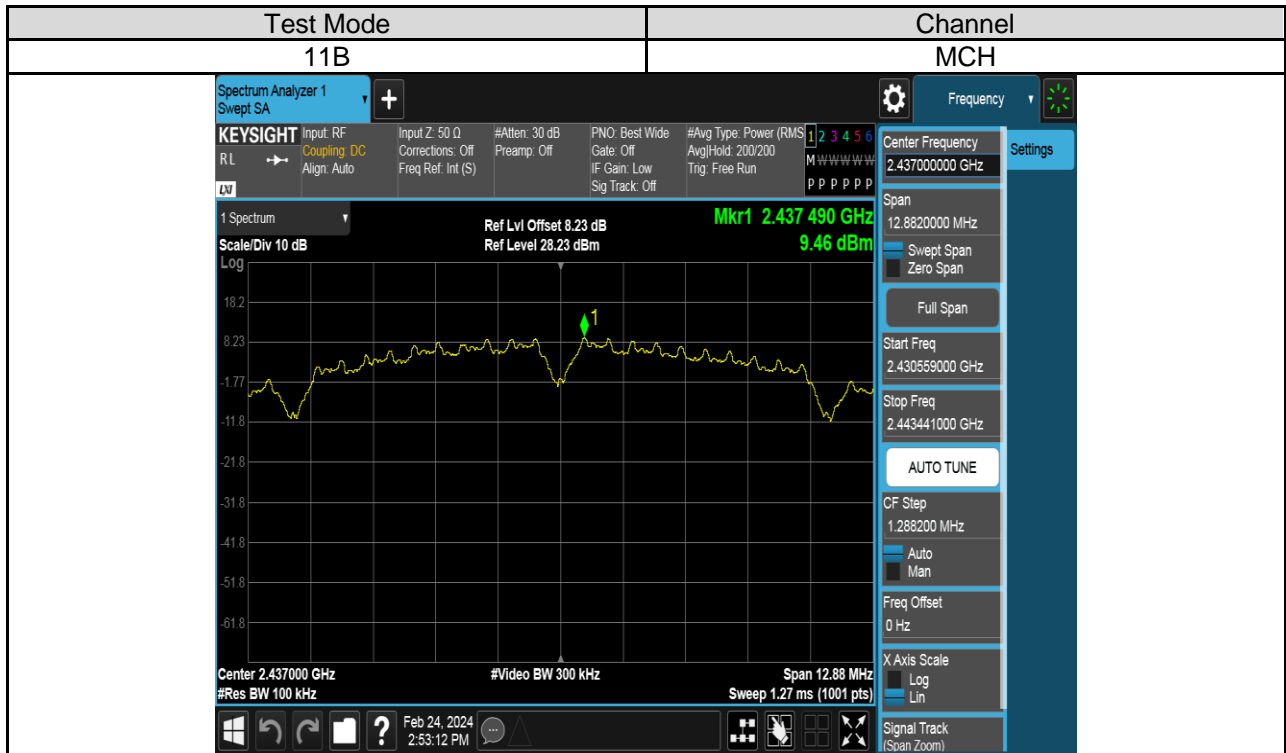 Test Mode
Channel
11B
MCH
Spectrum Analyzer 1
Swept SA
+
Frequency
KEYSIGHT
RL
LXI
Input: RF
Coupling: DC
Align: Auto
Input Z: 50 Ω
Corrections: Off
Freq Ref: Int (S)
#Atten: 30 dB
Preamp: Off
PNO: Best Wide
Gate: Off
IF Gain: Low
Sig Track: Off
#Avg Type: Power (RMS
Avg|Hold: 200/200
Trig: Free Run
1 2 3 4 5 6
M W W W W W
P P P P P P
1 Spectrum
Scale/Div 10 dB
Ref Lvl Offset 8.23 dB
Ref Level 28.23 dBm
Mkr1 2.437 490 GHz
9.46 dBm
Log
1
18.2
8.23
-1.77
-11.8
-21.8
-31.8
-41.8
-51.8
-61.8
Center 2.437000 GHz
#Res BW 100 kHz
#Video BW 300 kHz
Span 12.88 MHz
Sweep 1.27 ms (1001 pts)
Center Frequency
2.437000000 GHz
Settings
Span
12.8820000 MHz
Swept Span
Zero Span
Full Span
Start Freq
2.430559000 GHz
Stop Freq
2.443441000 GHz
AUTO TUNE
CF Step
1.288200 MHz
Auto
Man
Freq Offset
0 Hz
X Axis Scale
Log
Lin
Signal Track
(Span Zoom)
?
Feb 24, 2024
2:53:12 PM